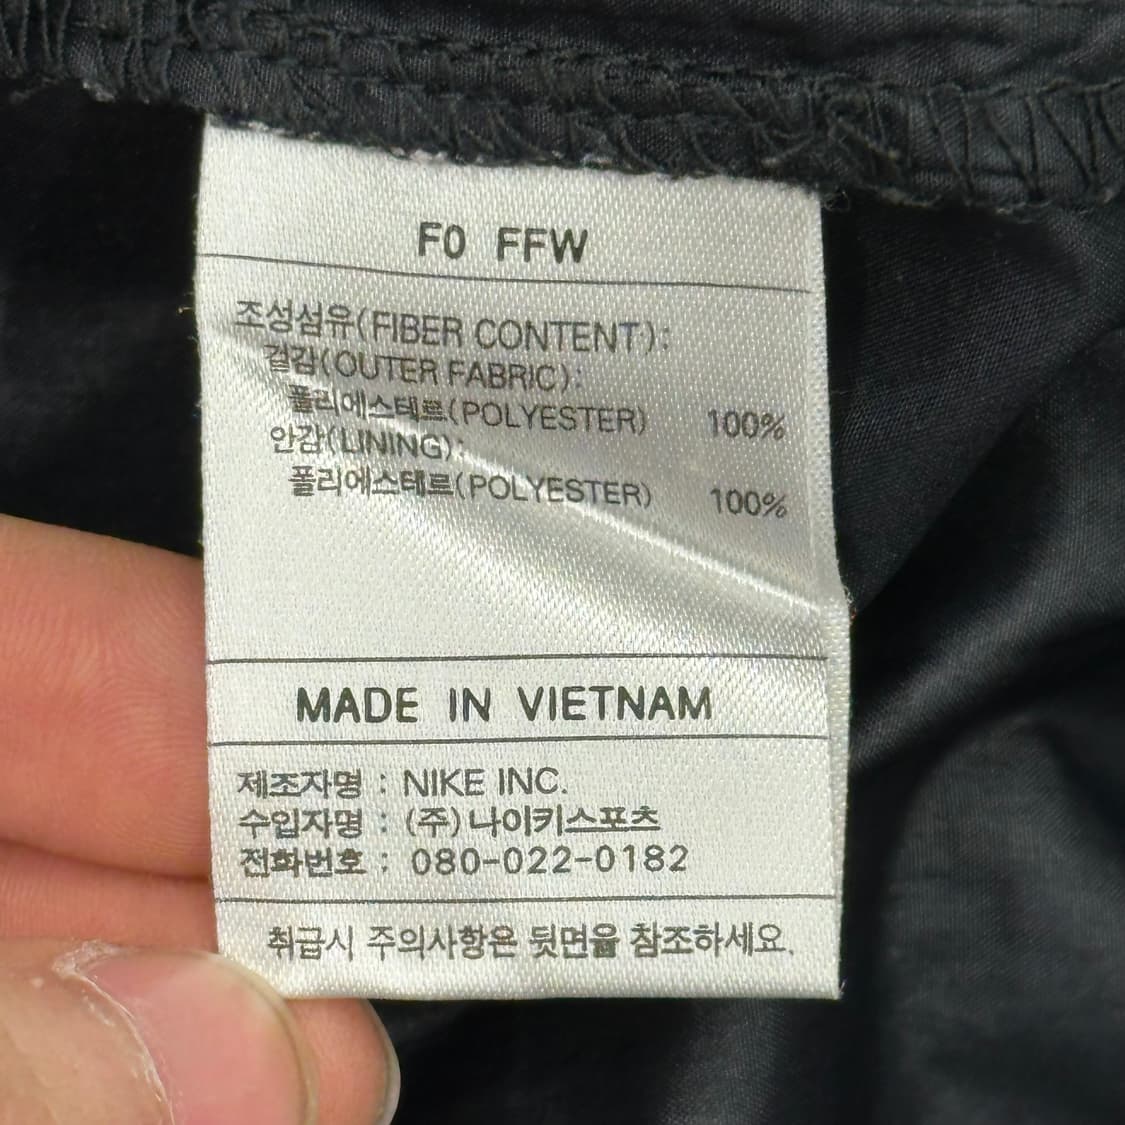 F0 FFW
조성섬유(FIBER CONTENT):
겉감(OUTER FABRIC):
폴리에스테르(POLYESTER) 100%
안감(LINING):
폴리에스테르(POLYESTER) 100%
MADE IN VIETNAM
제조자명 : NIKE INC.
수입자명 : (주)나이키스포츠
전화번호 : 080-022-0182
취급시 주의사항은 뒷면을 참조하세요.